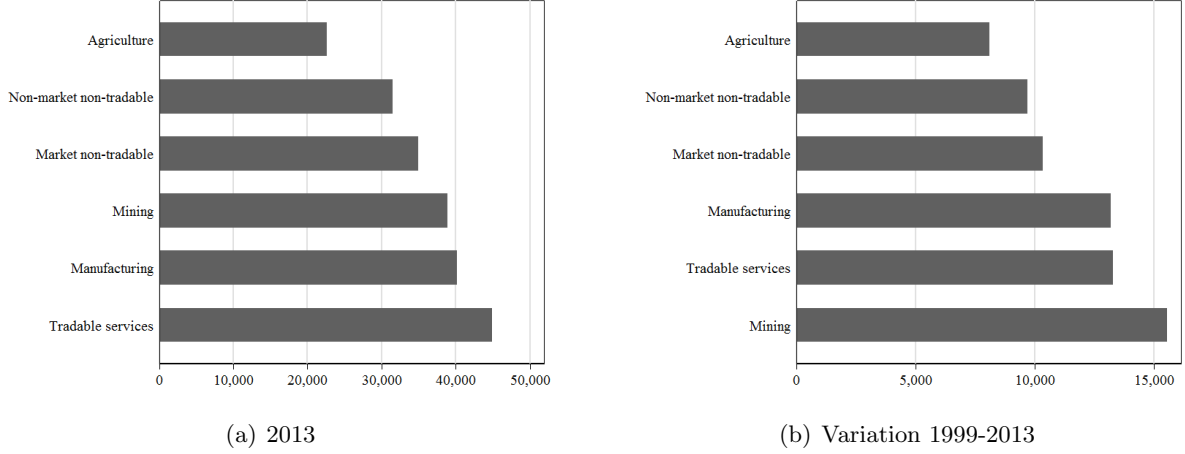 Agriculture
Non-market non-tradable
Market non-tradable
Mining
Manufacturing
Tradable services
0 10,000 20,000 30,000 40,000 50,000
(a) 2013
Agriculture
Non-market non-tradable
Market non-tradable
Manufacturing
Tradable services
Mining
0 5,000 10,000 15,000
(b) Variation 1999-2013